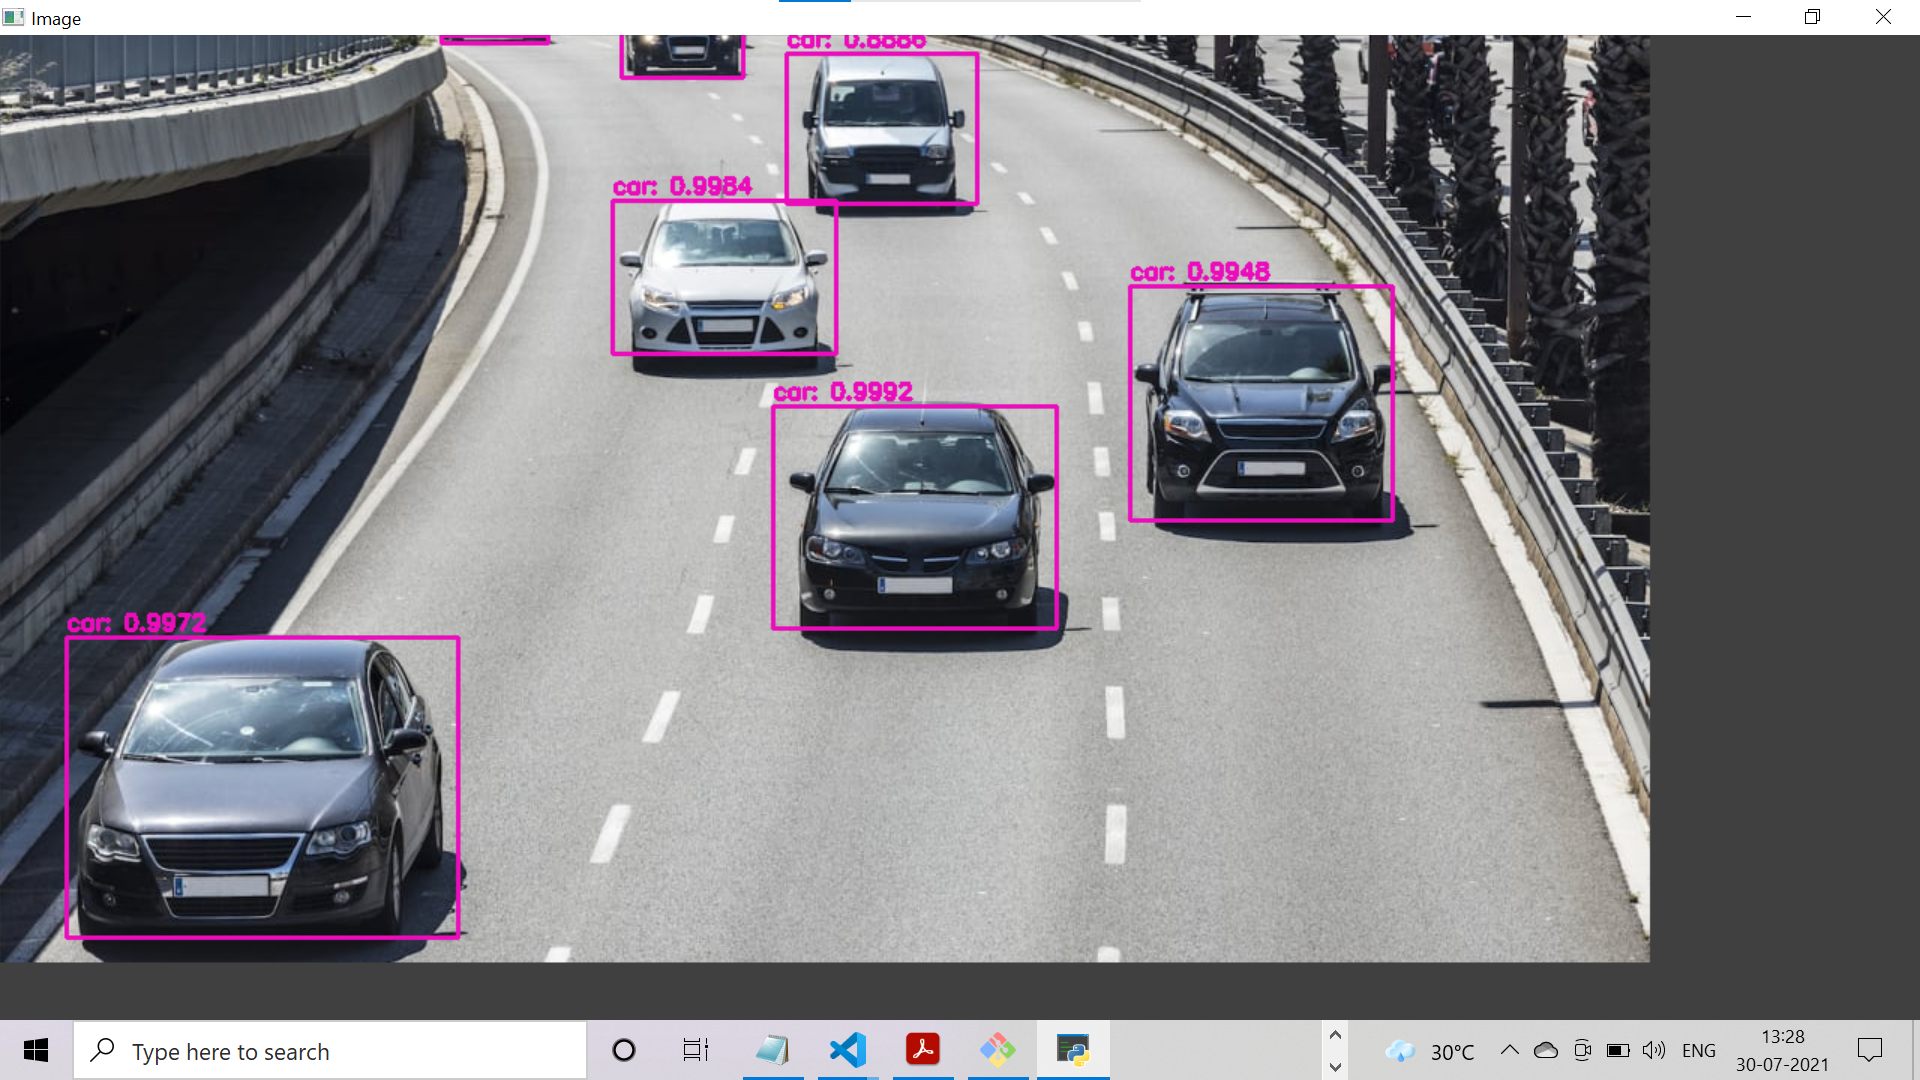 Image
car: 0.9984
car: 0.9948
car: 0.9992
car: 0.9972
Type here to search
30°C
ENG
13:28
30-07-2021